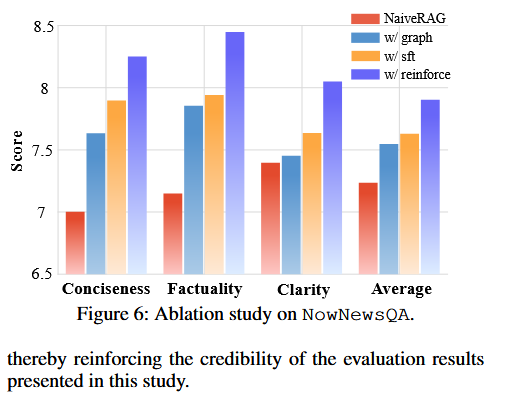 NaiveRAG
w/ graph
w/ sft
w/ reinforce
8.5
8
7.5
7
6.5
Score
Conciseness Factuality Clarity Average
Figure 6: Ablation study on NowNewsQA.
thereby reinforcing the credibility of the evaluation results
presented in this study.